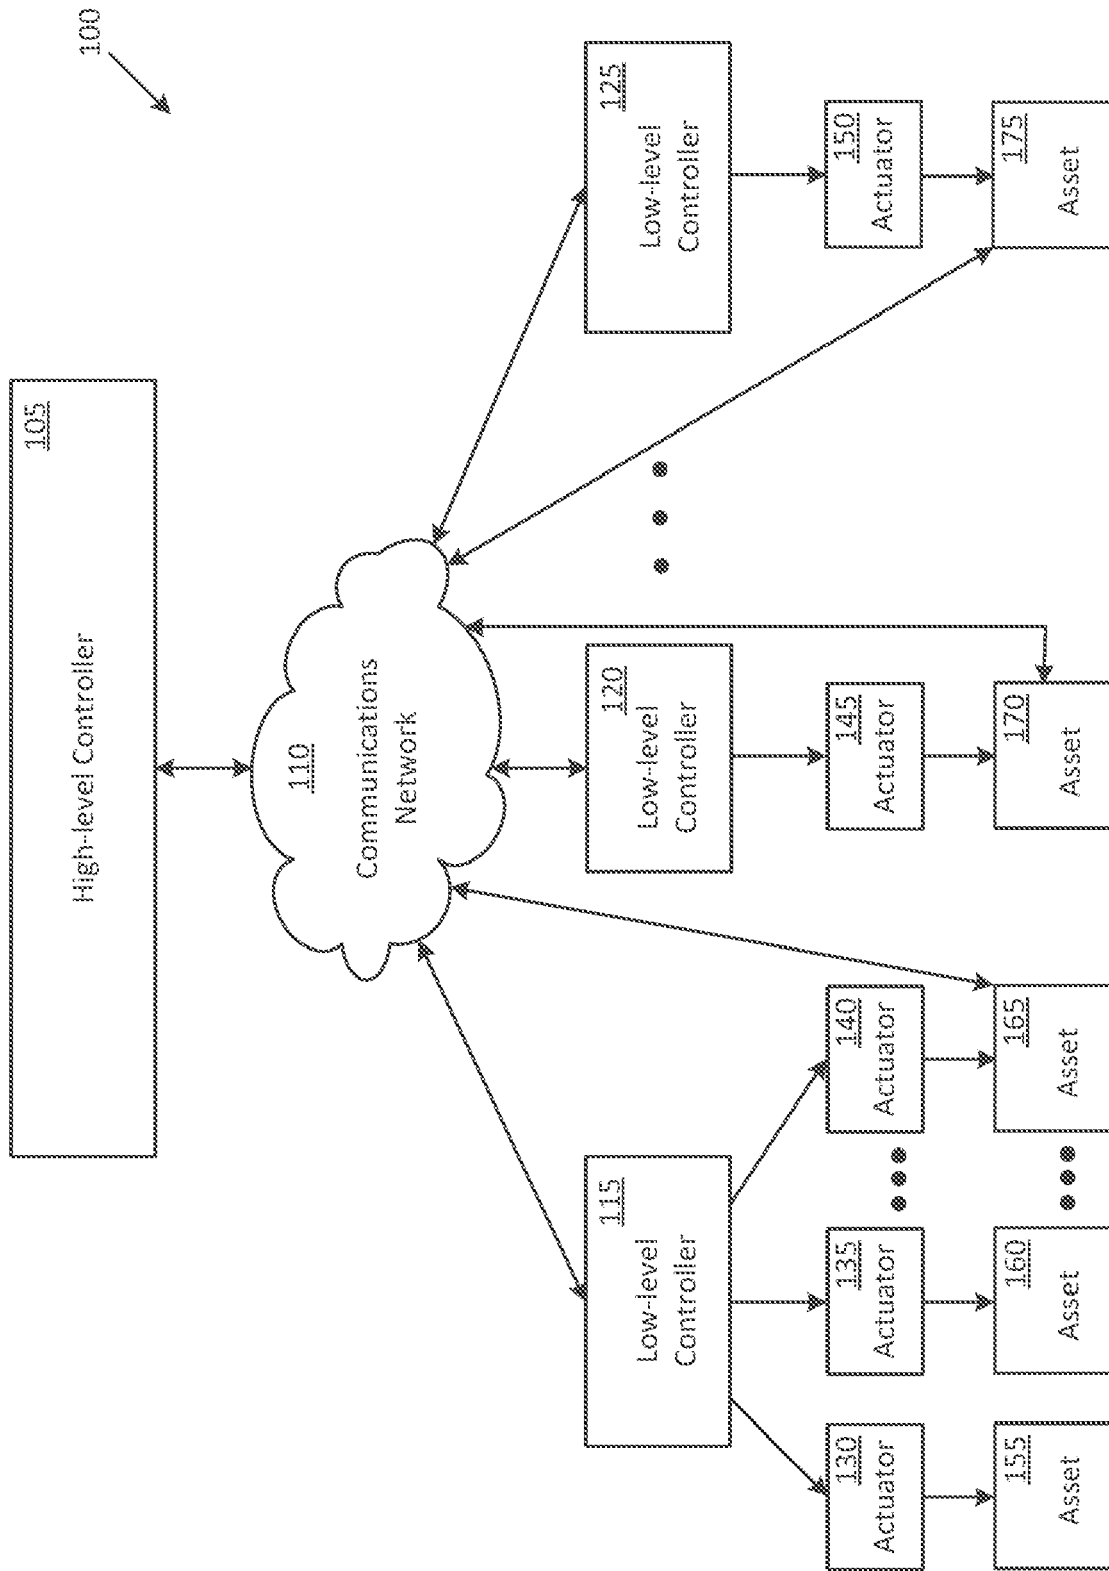 100
105
High-level Controller
110
Communications
Network
115
Low-level
Controller
120
Low-level
Controller
125
Low-level
Controller
130
Actuator
135
Actuator
140
Actuator
145
Actuator
150
Actuator
155
Asset
160
Asset
165
Asset
170
Asset
175
Asset